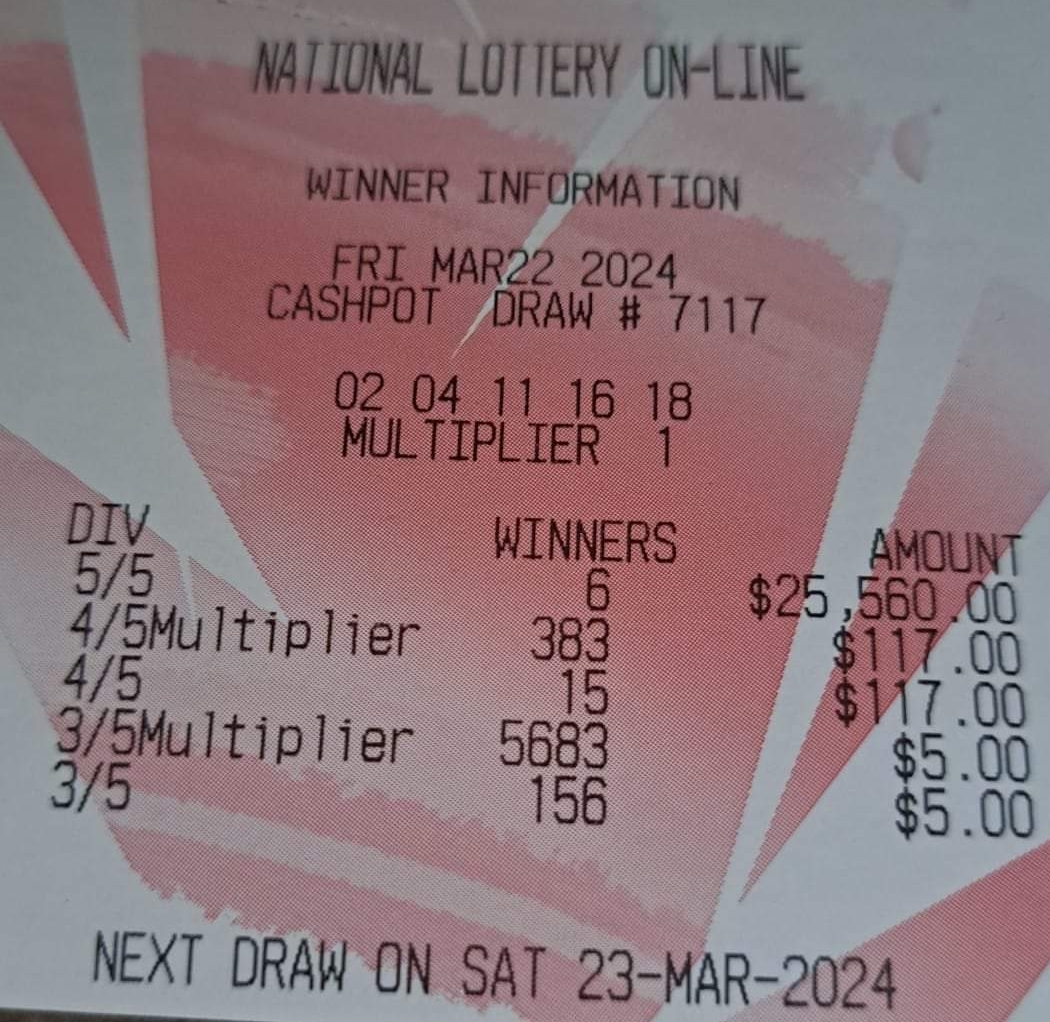 NATIONAL LOTTERY ON-LINE
WINNER INFORMATION
FRI MAR22 2024
CASHPOT DRAW # 7117
02 04 11 16 18
MULTIPLIER 1
DIV WINNERS AMOUNT
5/5 6 $25,560.00
4/5Multiplier 383 $117.00
4/5 15 $117.00
3/5Multiplier 5683 $5.00
3/5 156 $5.00
NEXT DRAW ON SAT 23-MAR-2024